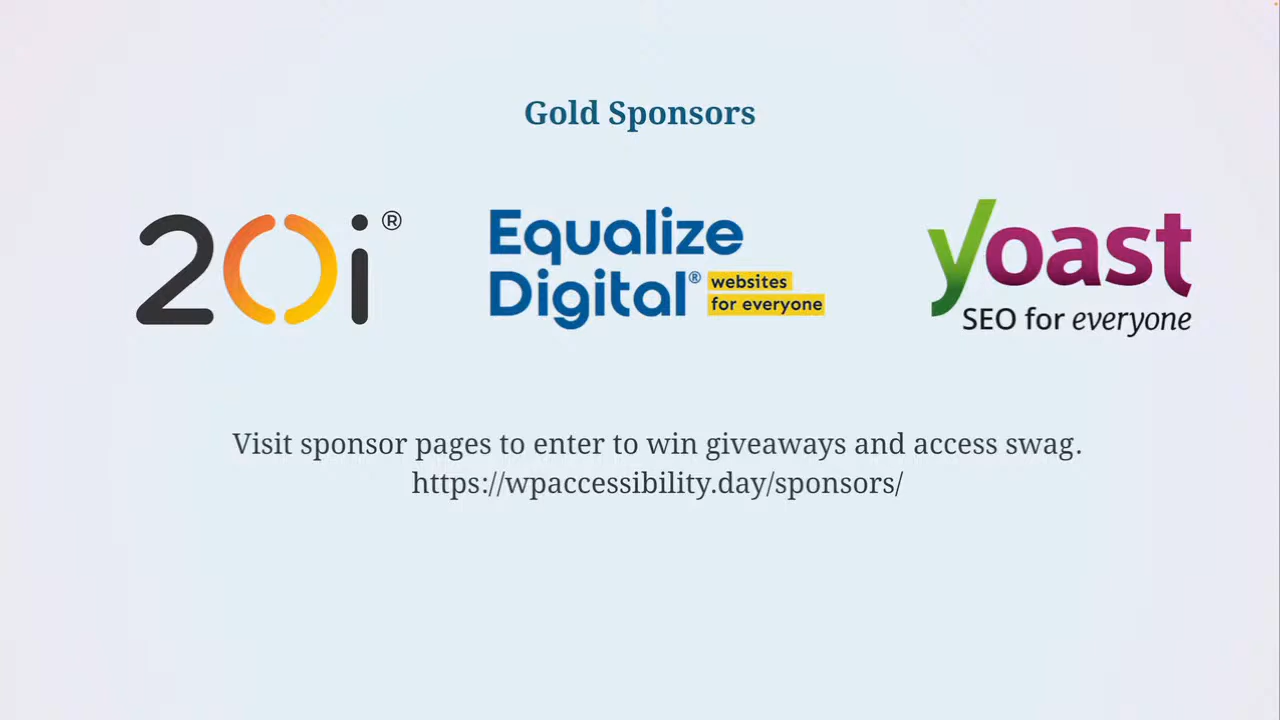 Gold Sponsors
20i®
Equalize
Digital® websites
for everyone
yoast
SEO for everyone
Visit sponsor pages to enter to win giveaways and access swag.
https://wpaccessibility.day/sponsors/